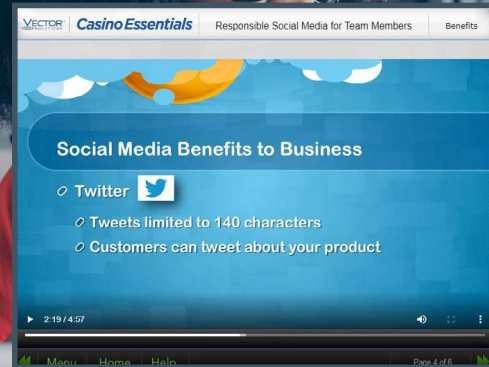 VECTOR Casino Essentials Responsible Social Media for Team Members Benefits
Social Media Benefits to Business
Twitter
Tweets limited to 140 characters
Customers can tweet about your product
2:19 / 4:57
Menu Home Help Page 4 of 6